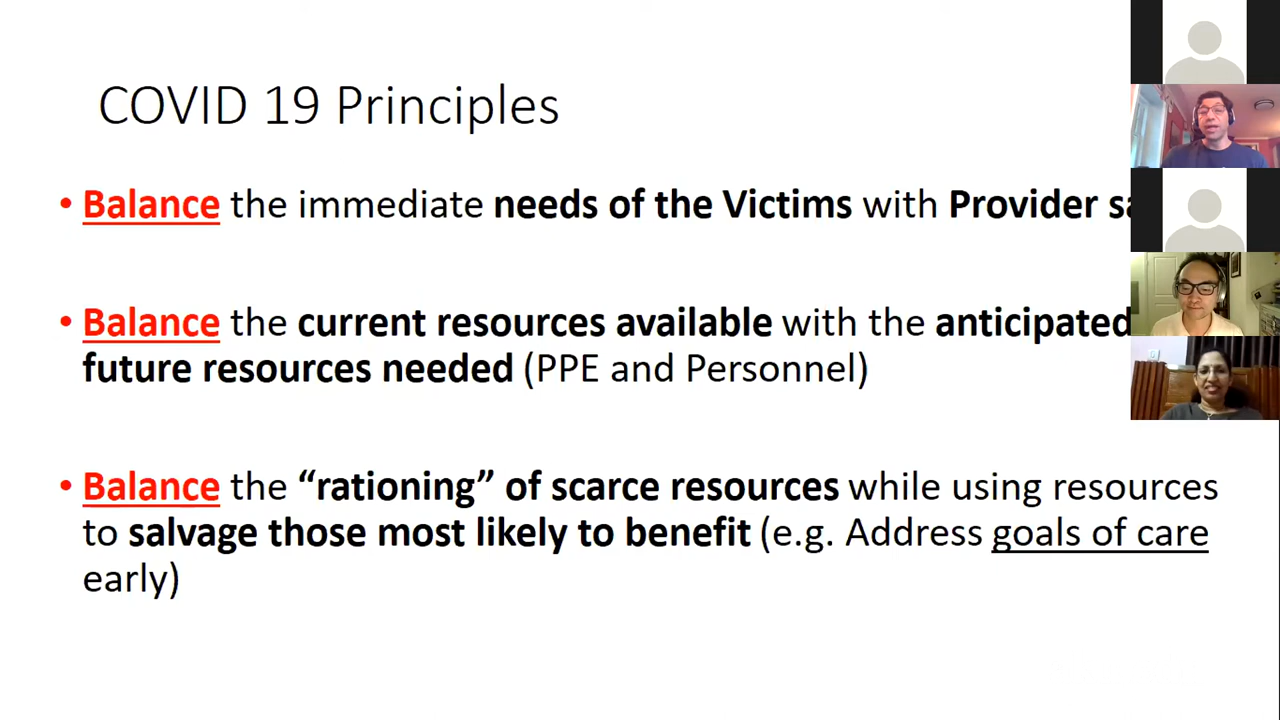 COVID 19 Principles
• Balance the immediate needs of the Victims with Provider
• Balance the current resources available with the anticipated
future resources needed (PPE and Personnel)
• Balance the “rationing” of scarce resources while using resources
to salvage those most likely to benefit (e.g. Address goals of care
early)